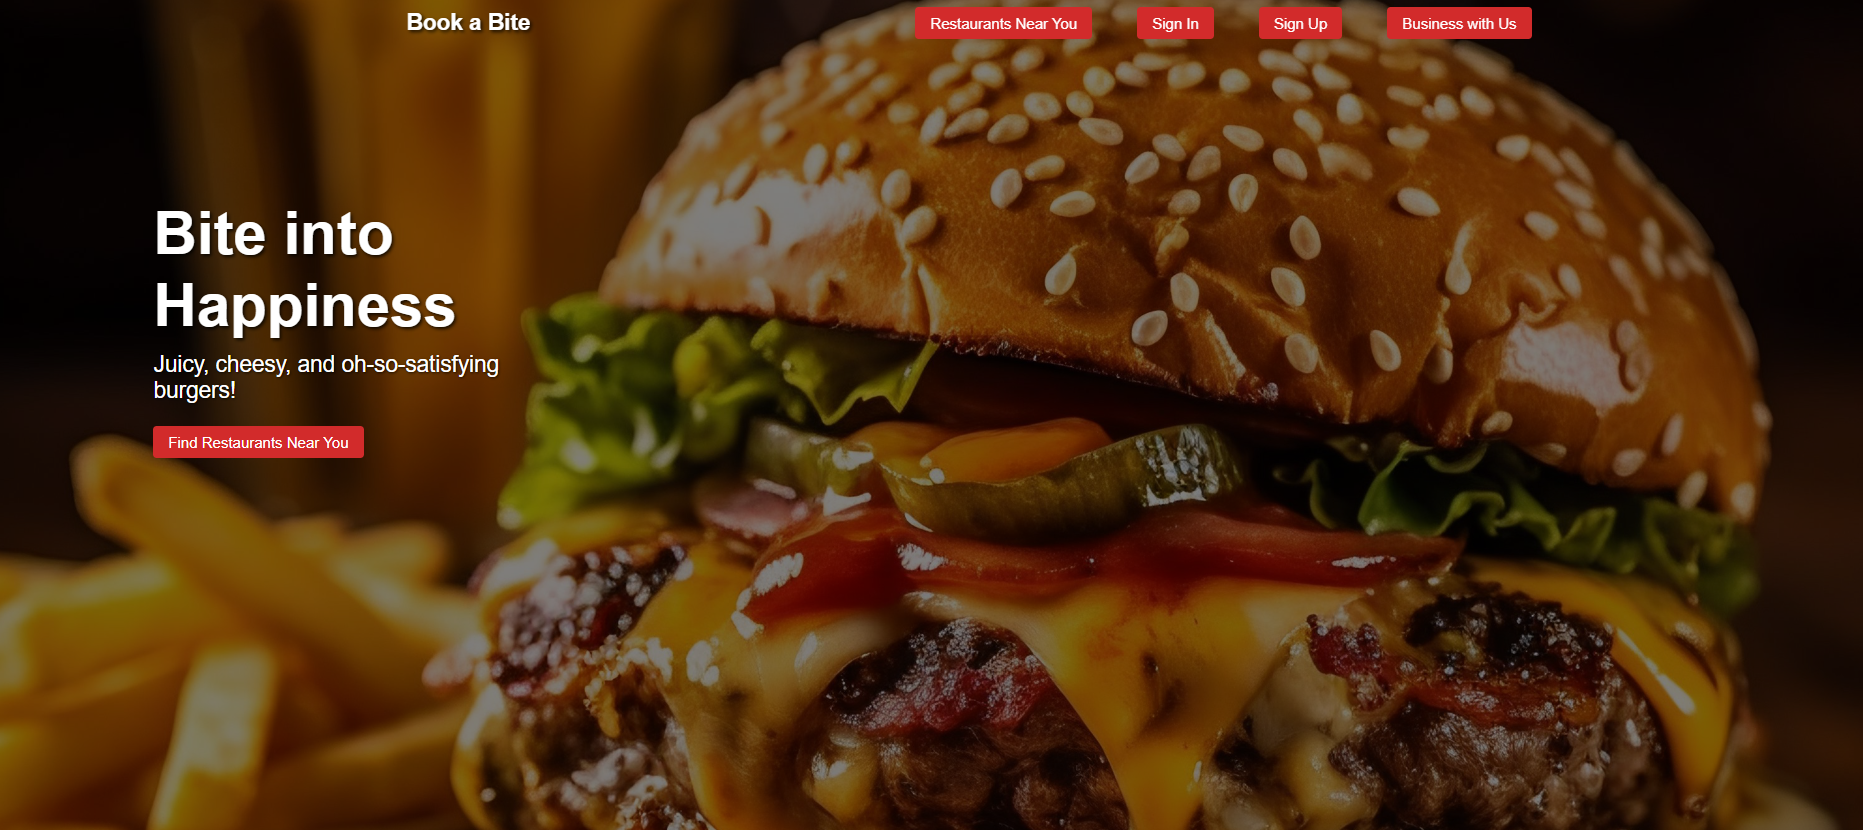 Book a Bite
Restaurants Near You
Sign In
Sign Up
Business with Us
Bite into
Happiness
Juicy, cheesy, and oh-so-satisfying
burgers!
Find Restaurants Near You